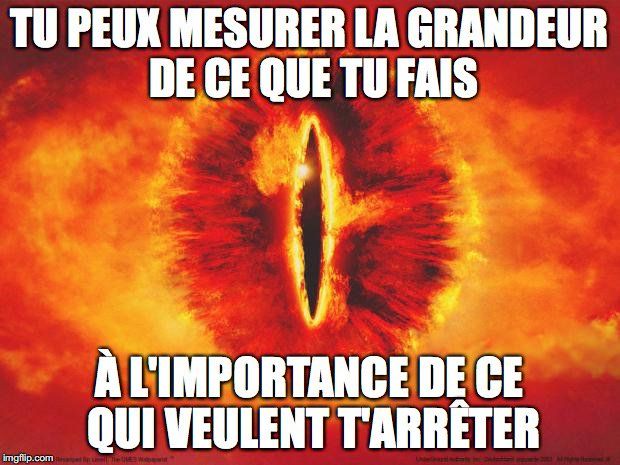 TU PEUX MESURER LA GRANDEUR
DE CE QUE TU FAIS
À L'IMPORTANCE DE CE
QUI VEULENT T'ARRÊTER
imgflip.com